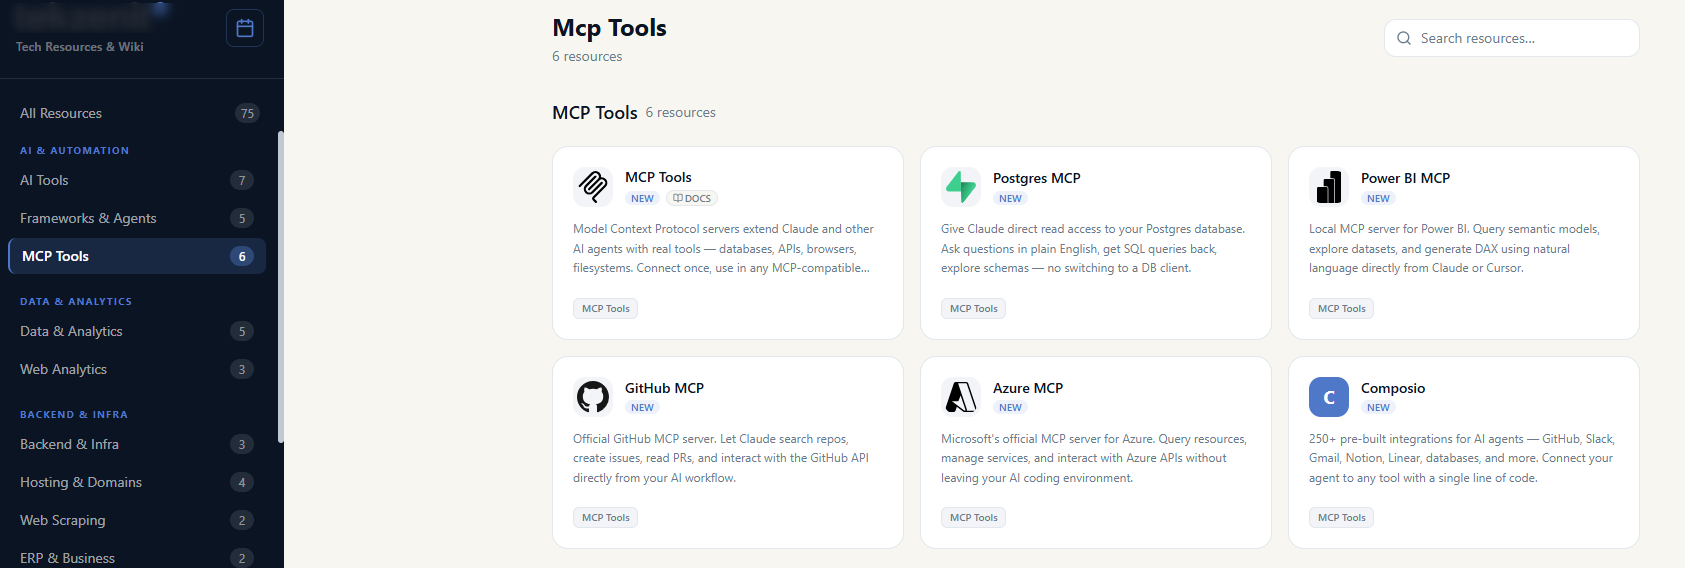 Tech Resources & Wiki
All Resources 75
AI & AUTOMATION
AI Tools 7
Frameworks & Agents 5
MCP Tools 6
DATA & ANALYTICS
Data & Analytics 5
Web Analytics 3
BACKEND & INFRA
Backend & Infra 3
Hosting & Domains 4
Web Scraping 2
ERP & Business 2
Mcp Tools
6 resources
Search resources...
MCP Tools 6 resources
MCP Tools
NEW DOCS
Model Context Protocol servers extend Claude and other
AI agents with real tools — databases, APIs, browsers,
filesystems. Connect once, use in any MCP-compatible...
MCP Tools
Postgres MCP
NEW
Give Claude direct read access to your Postgres database.
Ask questions in plain English, get SQL queries back,
explore schemas — no switching to a DB client.
MCP Tools
Power BI MCP
NEW
Local MCP server for Power BI. Query semantic models,
explore datasets, and generate DAX using natural
language directly from Claude or Cursor.
MCP Tools
GitHub MCP
NEW
Official GitHub MCP server. Let Claude search repos,
create issues, read PRs, and interact with the GitHub API
directly from your AI workflow.
MCP Tools
Azure MCP
NEW
Microsoft's official MCP server for Azure. Query resources,
manage services, and interact with Azure APIs without
leaving your AI coding environment.
MCP Tools
C
Composio
NEW
250+ pre-built integrations for AI agents — GitHub, Slack,
Gmail, Notion, Linear, databases, and more. Connect your
agent to any tool with a single line of code.
MCP Tools